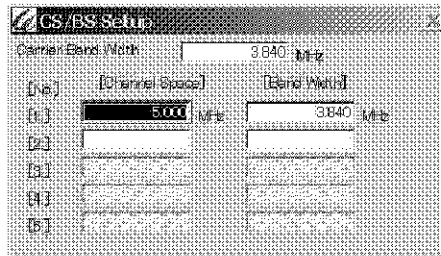 CS/BS Setup
Carrier Band Width 3.840 MHz
[No.] [Channel Space] [Band Width]
[1.] 5.000 MHz 3.840 MHz
[2.]
[3.]
[4.]
[5.]